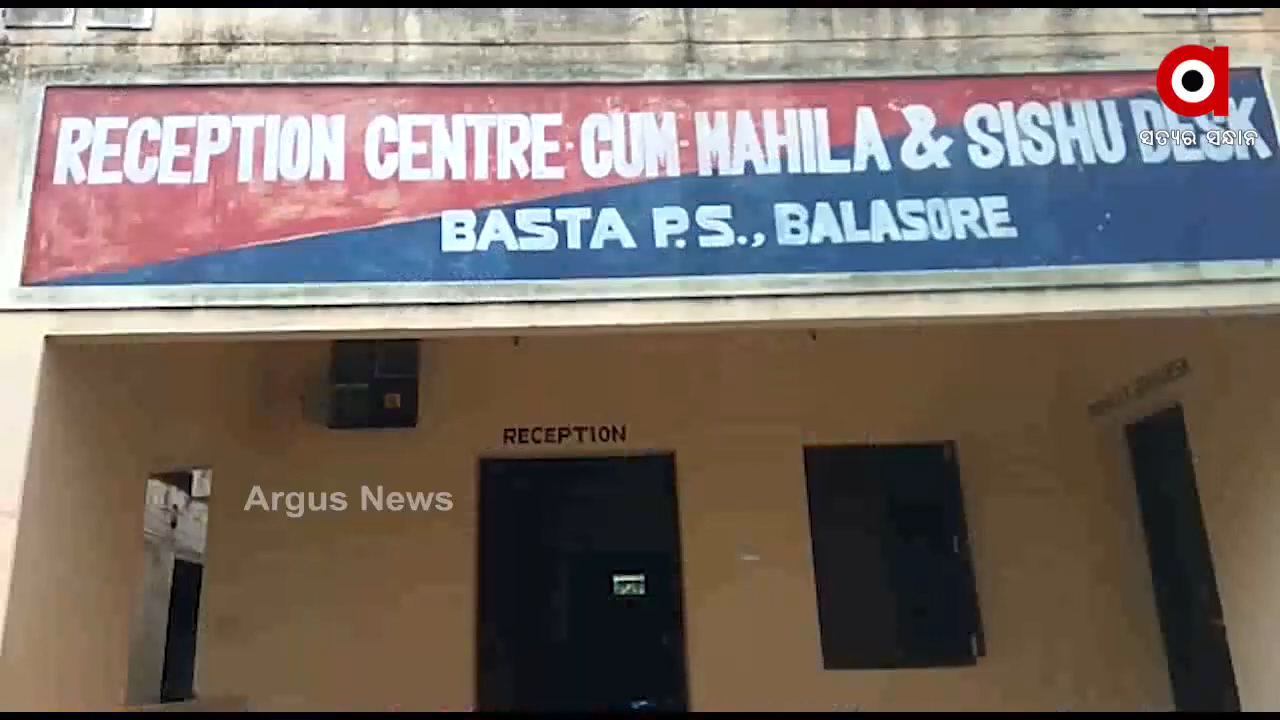 RECEPTION CENTRE-CUM-MAHILA & SISHU DESK
ସତ୍ୟର ସନ୍ଧାନ
BASTA P.S., BALASORE
RECEPTION
Argus News